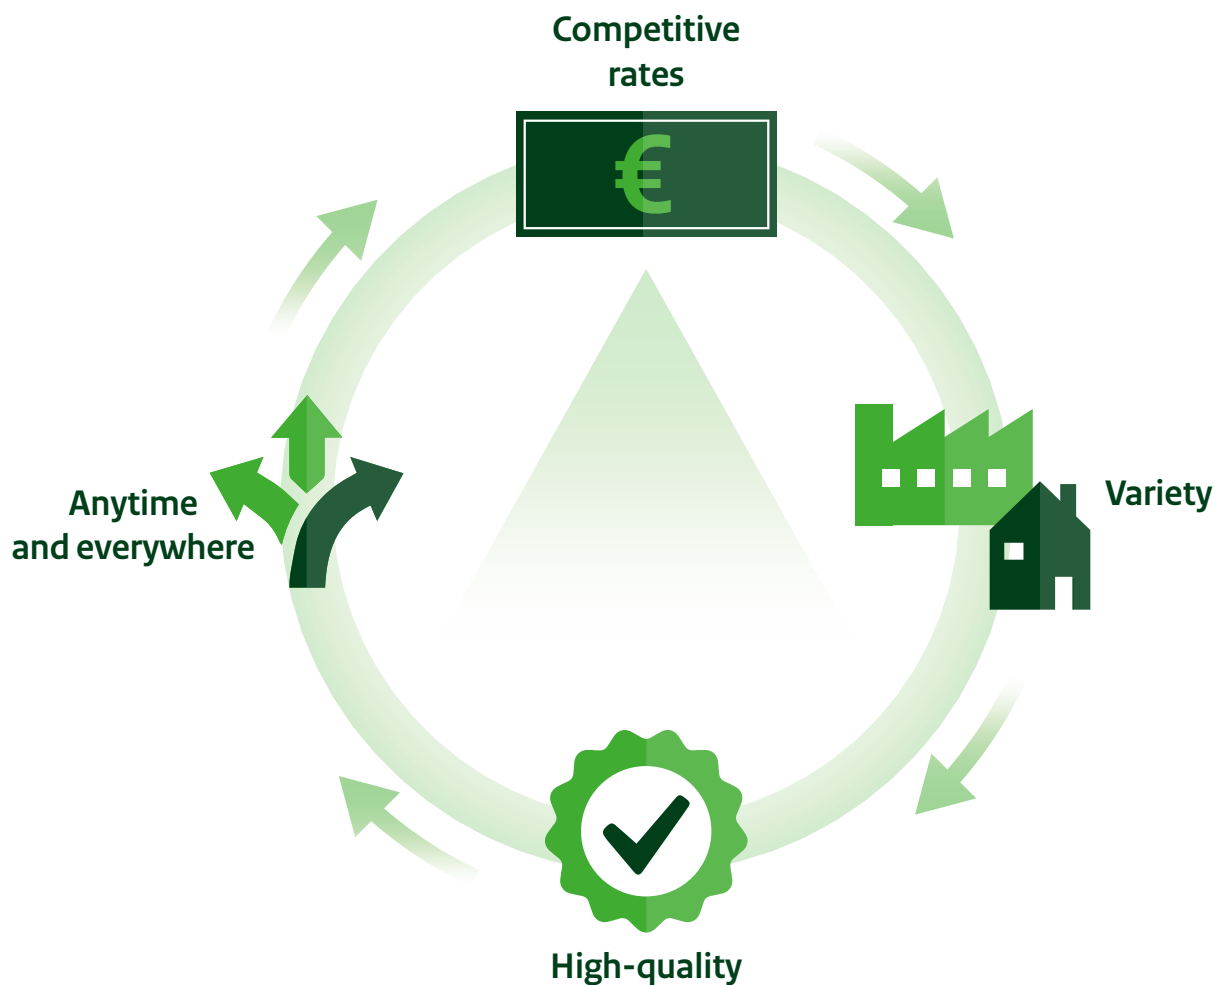 Competitive
rates
€
Variety
Anytime
and everywhere
High-quality